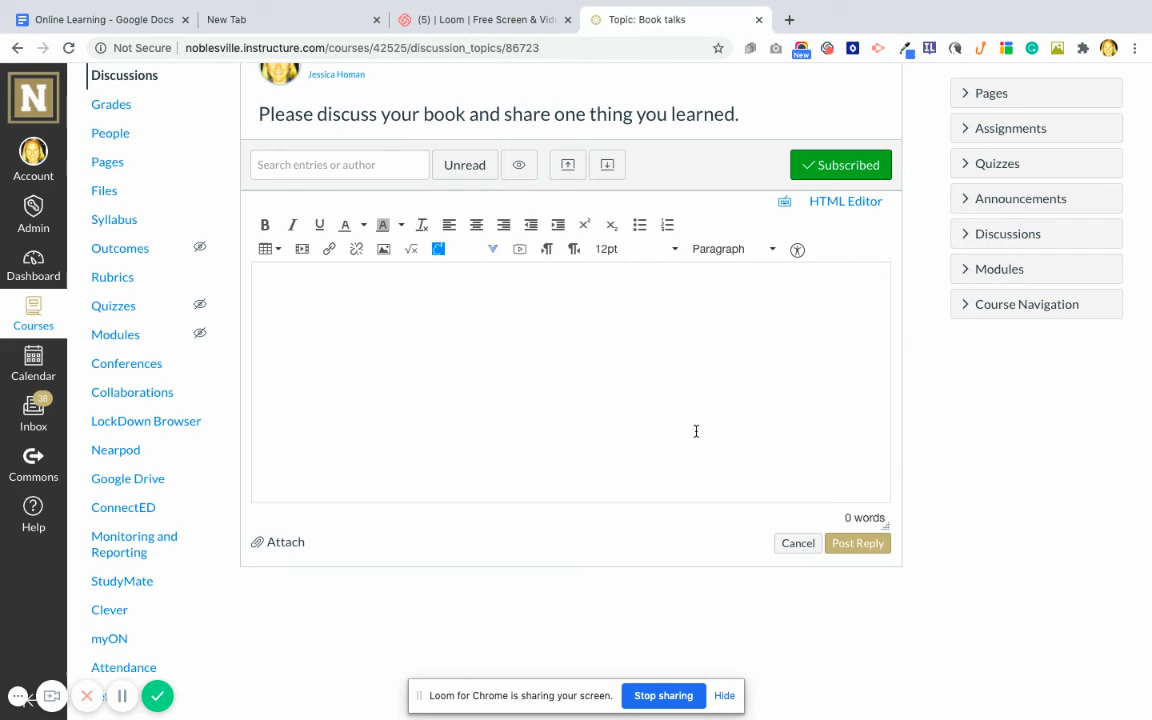 Online Learning - Google Docs
New Tab
(5) | Loom | Free Screen & Vid
Topic: Book talks
Not Secure | noblesville.instructure.com/courses/42525/discussion_topics/86723
New
N
Account
Admin
Dashboard
Courses
Calendar
38
Inbox
Commons
Help
Discussions
Grades
People
Pages
Files
Syllabus
Outcomes
Rubrics
Quizzes
Modules
Conferences
Collaborations
LockDown Browser
Nearpod
Google Drive
ConnectED
Monitoring and
Reporting
StudyMate
Clever
myON
Attendance
Jessica Homan
Please discuss your book and share one thing you learned.
Search entries or author
Unread
Subscribed
HTML Editor
12pt
Paragraph
0 words
Attach
Cancel
Post Reply
Pages
Assignments
Quizzes
Announcements
Discussions
Modules
Course Navigation
Loom for Chrome is sharing your screen.
Stop sharing
Hide